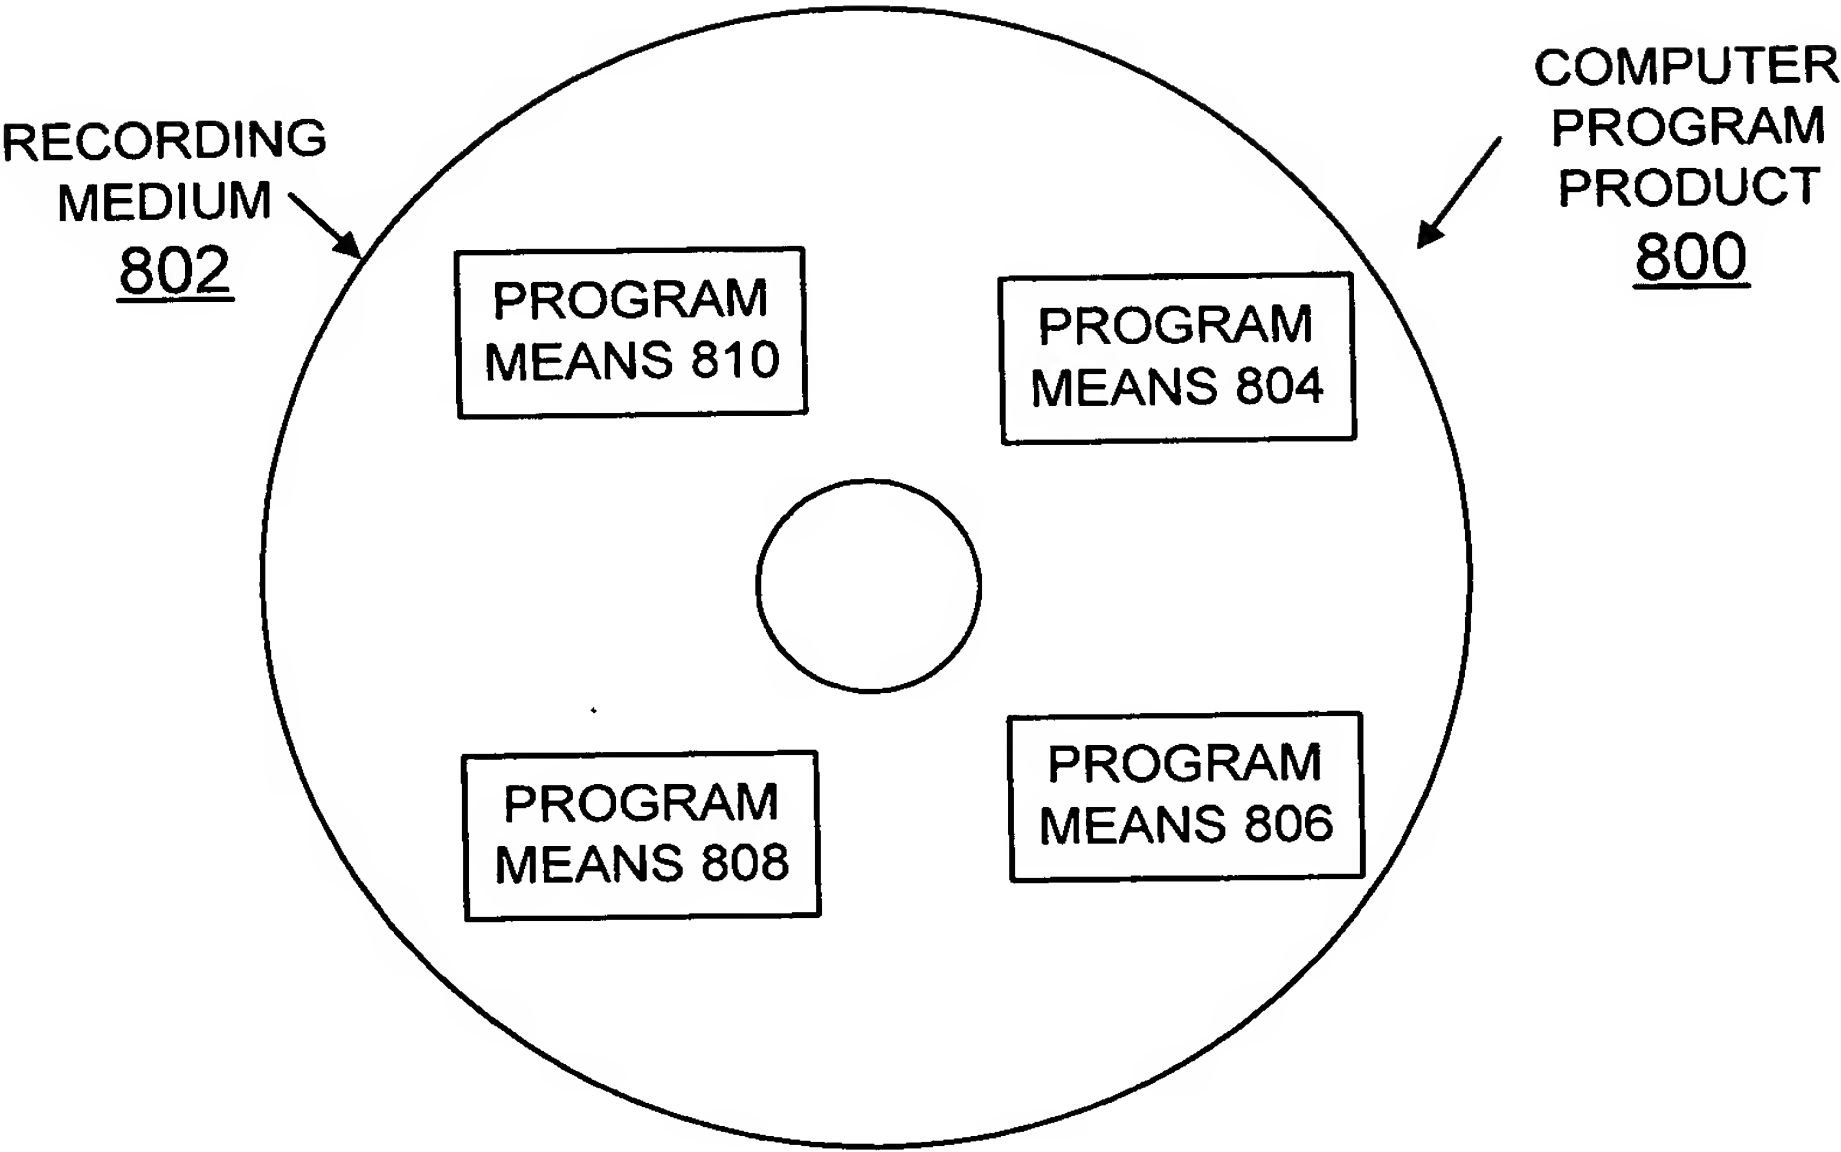 RECORDING
MEDIUM
802
COMPUTER
PROGRAM
PRODUCT
800
PROGRAM
MEANS 810
PROGRAM
MEANS 804
PROGRAM
MEANS 808
PROGRAM
MEANS 806